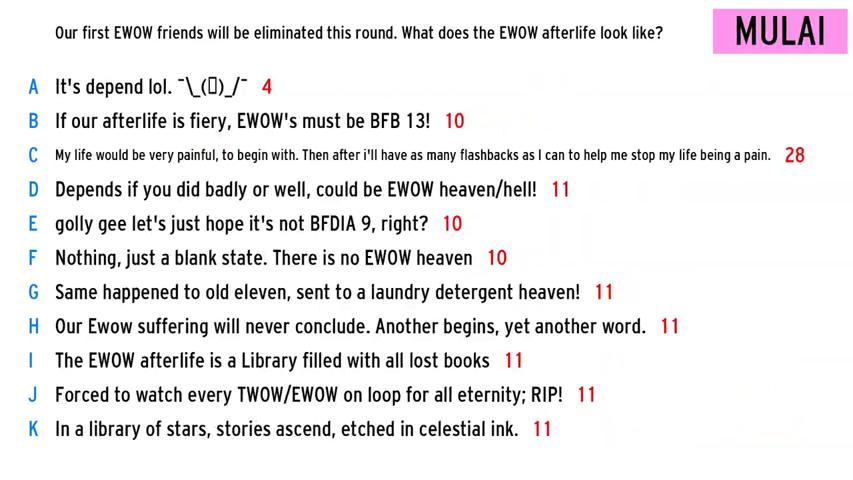 Our first EWOW friends will be eliminated this round. What does the EWOW afterlife look like?
MULAI
A It's depend lol. ¯\_(▯)_/¯ 4
B If our afterlife is fiery, EWOW's must be BFB 13! 10
C My life would be very painful, to begin with. Then after i'll have as many flashbacks as I can to help me stop my life being a pain. 28
D Depends if you did badly or well, could be EWOW heaven/hell! 11
E golly gee let's just hope it's not BFDIA 9, right? 10
F Nothing, just a blank state. There is no EWOW heaven 10
G Same happened to old eleven, sent to a laundry detergent heaven! 11
H Our Ewow suffering will never conclude. Another begins, yet another word. 11
I The EWOW afterlife is a Library filled with all lost books 11
J Forced to watch every TWOW/EWOW on loop for all eternity; RIP! 11
K In a library of stars, stories ascend, etched in celestial ink. 11